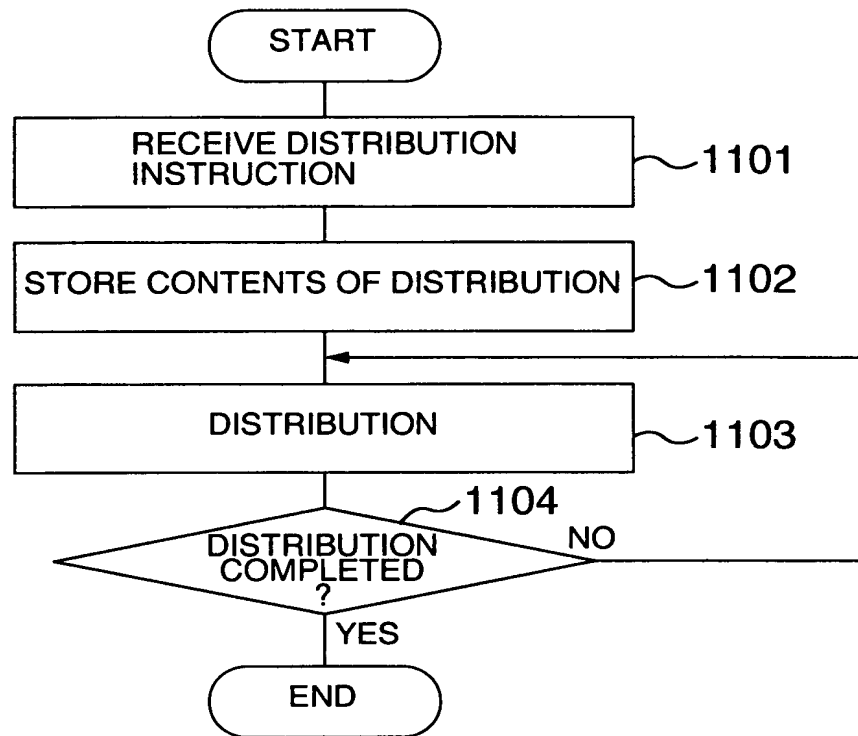 START
RECEIVE DISTRIBUTION
INSTRUCTION
1101
STORE CONTENTS OF DISTRIBUTION
1102
DISTRIBUTION
1103
1104
DISTRIBUTION
COMPLETED
?
NO
YES
END